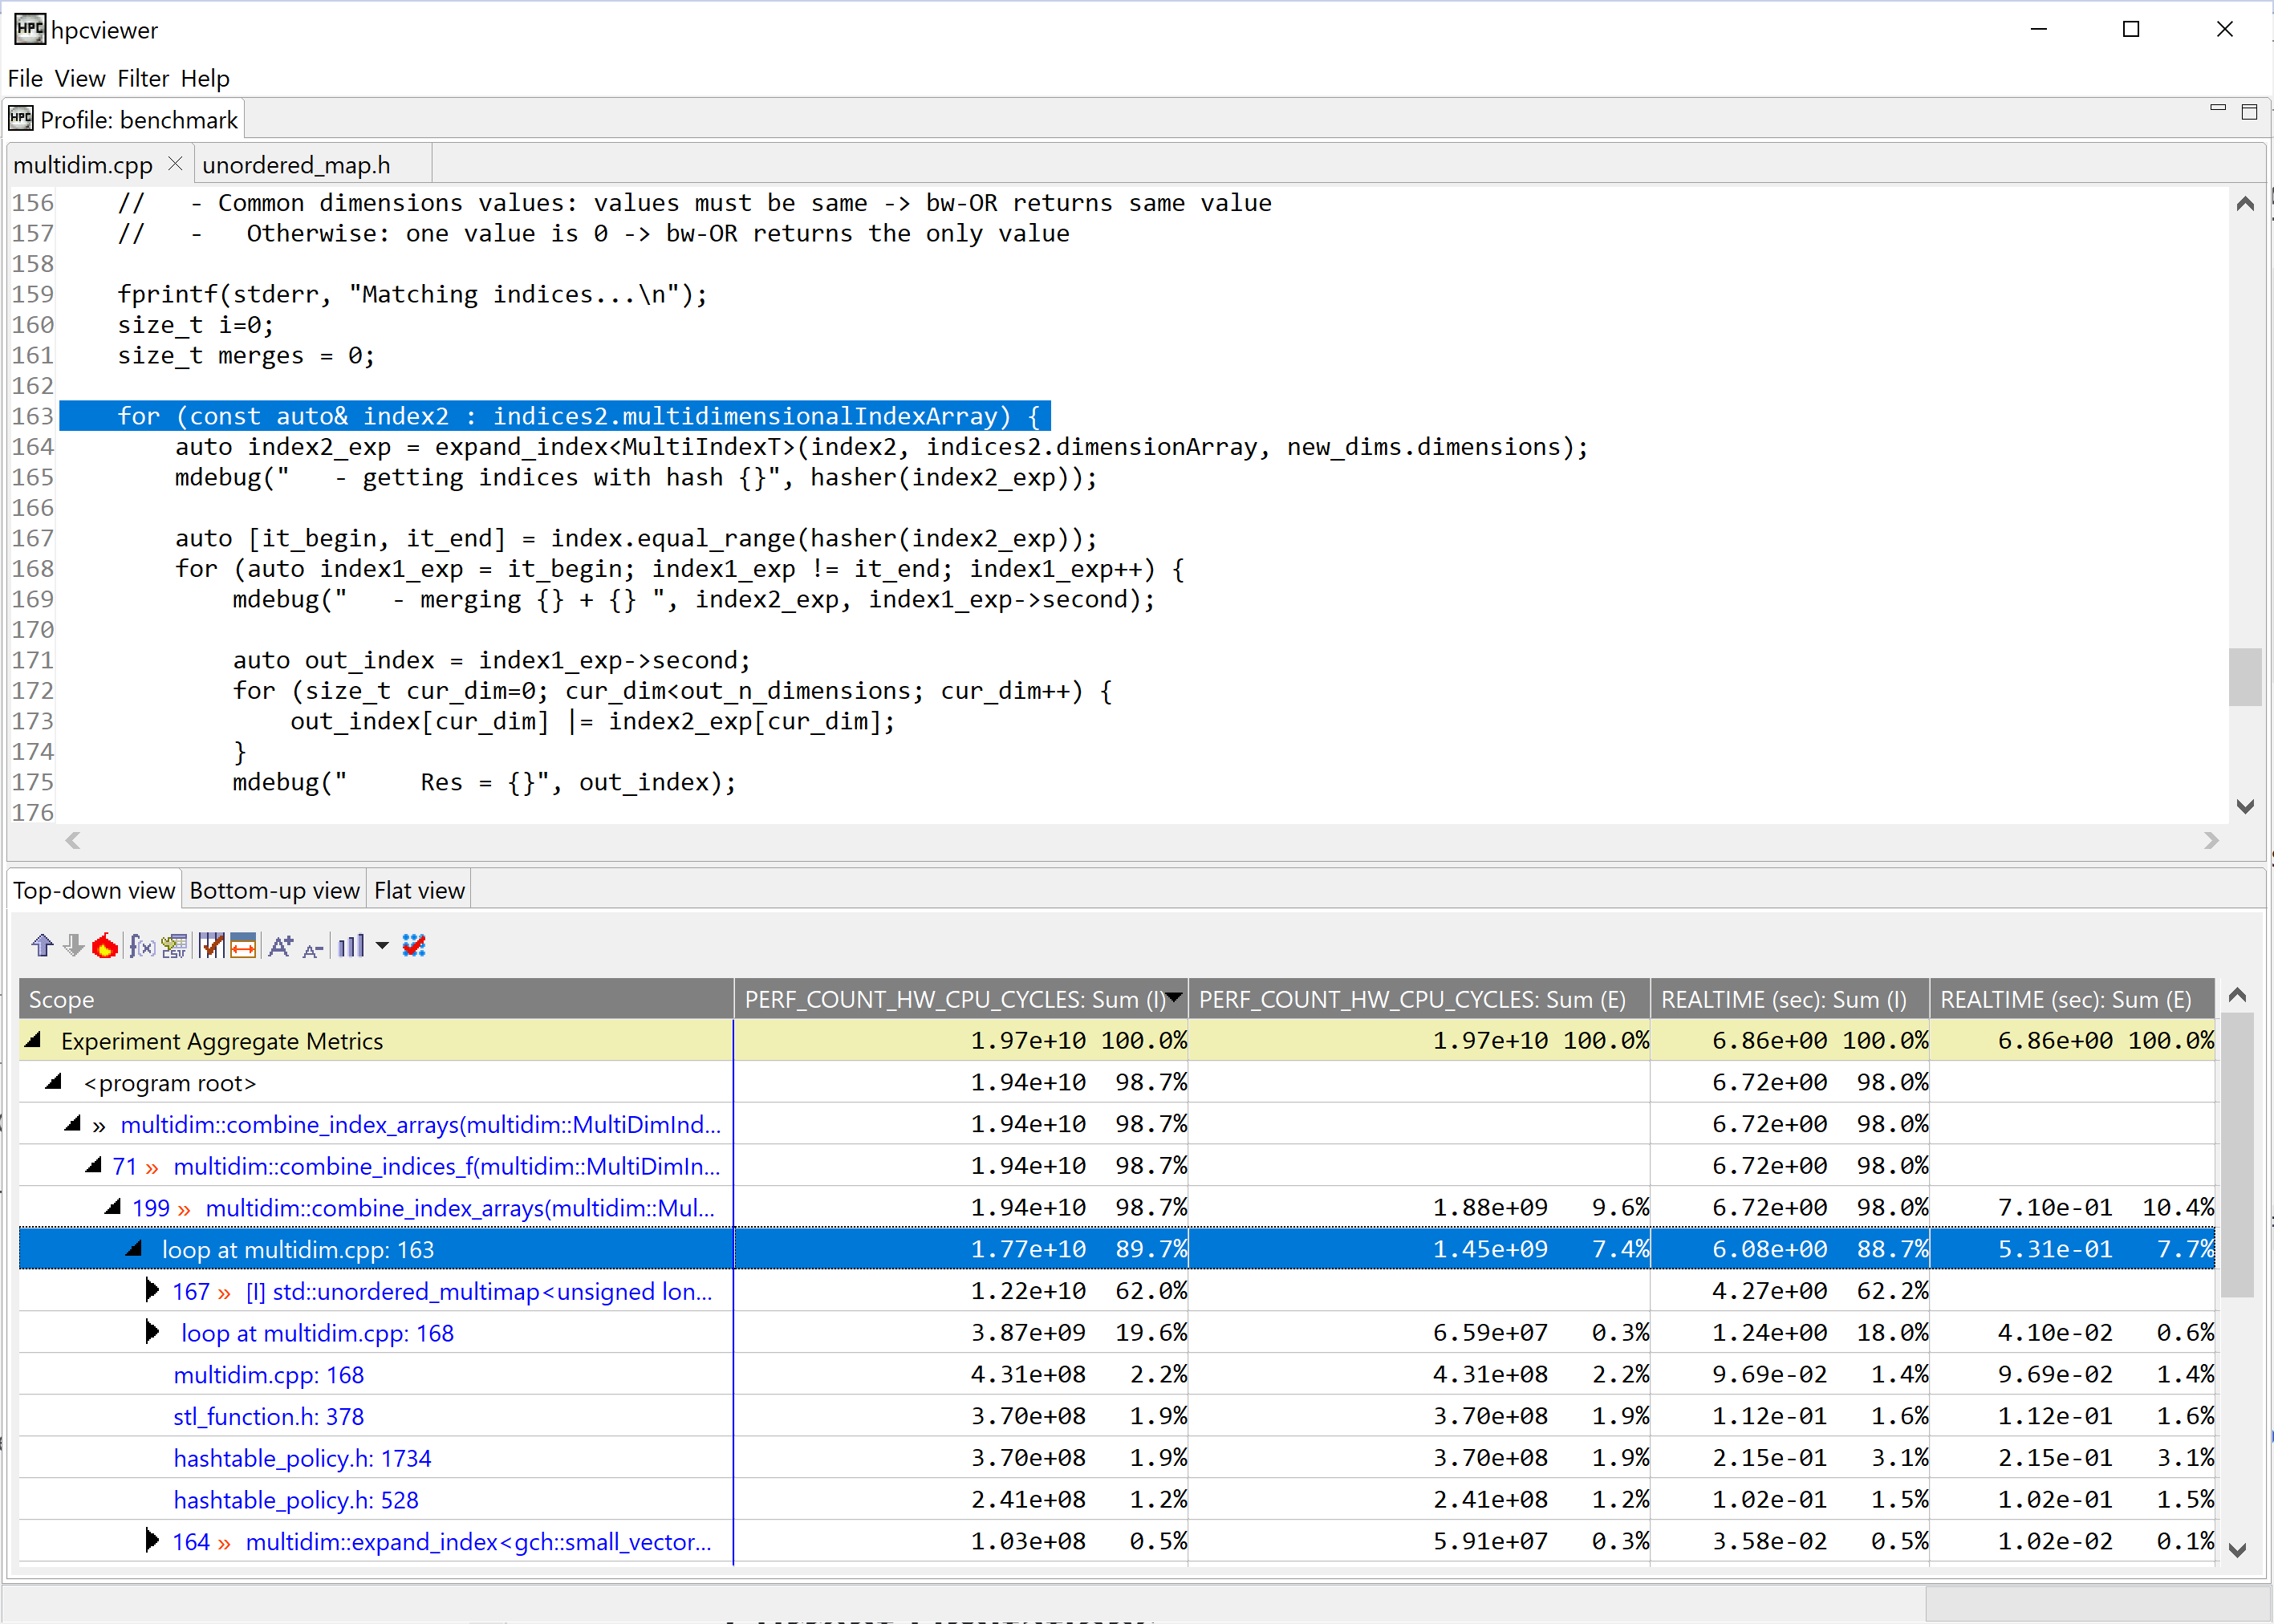 HPC hpcviewer
File View Filter Help
HPC Profile: benchmark
multidim.cpp unordered_map.h
156 //   - Common dimensions values: values must be same -> bw-OR returns same value
157 //   -   Otherwise: one value is 0 -> bw-OR returns the only value
158
159 fprintf(stderr, "Matching indices...\n");
160 size_t i=0;
161 size_t merges = 0;
162
163 for (const auto& index2 : indices2.multidimensionalIndexArray) {
164 auto index2_exp = expand_index<MultiIndexT>(index2, indices2.dimensionArray, new_dims.dimensions);
165 mdebug("   - getting indices with hash {}", hasher(index2_exp));
166
167 auto [it_begin, it_end] = index.equal_range(hasher(index2_exp));
168 for (auto index1_exp = it_begin; index1_exp != it_end; index1_exp++) {
169 mdebug("   - merging {} + {} ", index2_exp, index1_exp->second);
170
171 auto out_index = index1_exp->second;
172 for (size_t cur_dim=0; cur_dim<out_n_dimensions; cur_dim++) {
173 out_index[cur_dim] |= index2_exp[cur_dim];
174 }
175 mdebug("     Res = {}", out_index);
176
Top-down view Bottom-up view Flat view
f(x) CSV A+ A-
Scope PERF_COUNT_HW_CPU_CYCLES: Sum (I) PERF_COUNT_HW_CPU_CYCLES: Sum (E) REALTIME (sec): Sum (I) REALTIME (sec): Sum (E)
Experiment Aggregate Metrics 1.97e+10 100.0% 1.97e+10 100.0% 6.86e+00 100.0% 6.86e+00 100.0%
<program root> 1.94e+10 98.7% 6.72e+00 98.0%
» multidim::combine_index_arrays(multidim::MultiDimInd... 1.94e+10 98.7% 6.72e+00 98.0%
71 » multidim::combine_indices_f(multidim::MultiDimIn... 1.94e+10 98.7% 6.72e+00 98.0%
199 » multidim::combine_index_arrays(multidim::Mul... 1.94e+10 98.7% 1.88e+09 9.6% 6.72e+00 98.0% 7.10e-01 10.4%
loop at multidim.cpp: 163 1.77e+10 89.7% 1.45e+09 7.4% 6.08e+00 88.7% 5.31e-01 7.7%
167 » [I] std::unordered_multimap<unsigned lon... 1.22e+10 62.0% 4.27e+00 62.2%
loop at multidim.cpp: 168 3.87e+09 19.6% 6.59e+07 0.3% 1.24e+00 18.0% 4.10e-02 0.6%
multidim.cpp: 168 4.31e+08 2.2% 4.31e+08 2.2% 9.69e-02 1.4% 9.69e-02 1.4%
stl_function.h: 378 3.70e+08 1.9% 3.70e+08 1.9% 1.12e-01 1.6% 1.12e-01 1.6%
hashtable_policy.h: 1734 3.70e+08 1.9% 3.70e+08 1.9% 2.15e-01 3.1% 2.15e-01 3.1%
hashtable_policy.h: 528 2.41e+08 1.2% 2.41e+08 1.2% 1.02e-01 1.5% 1.02e-01 1.5%
164 » multidim::expand_index<gch::small_vector... 1.03e+08 0.5% 5.91e+07 0.3% 3.58e-02 0.5% 1.02e-02 0.1%